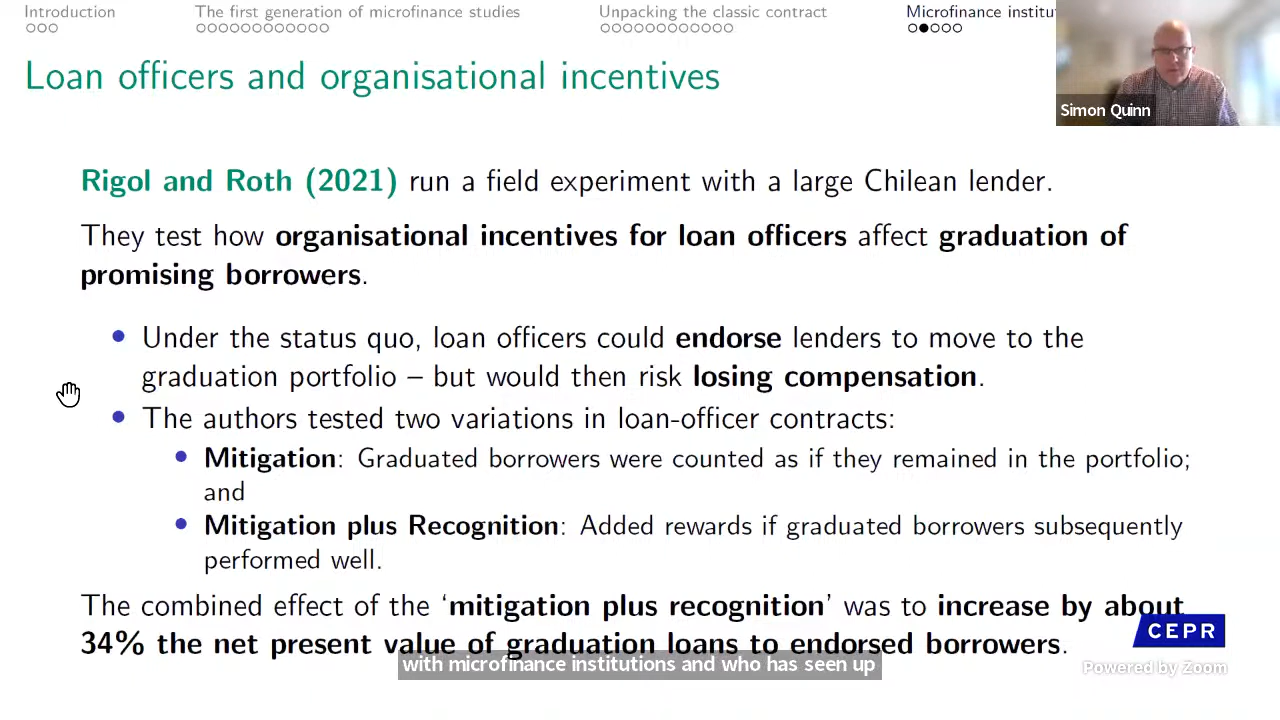 Introduction
The first generation of microfinance studies
Unpacking the classic contract
Microfinance institu
Loan officers and organisational incentives
Simon Quinn
Rigol and Roth (2021) run a field experiment with a large Chilean lender.
They test how organisational incentives for loan officers affect graduation of
promising borrowers.
• Under the status quo, loan officers could endorse lenders to move to the
graduation portfolio – but would then risk losing compensation.
• The authors tested two variations in loan-officer contracts:
• Mitigation: Graduated borrowers were counted as if they remained in the portfolio;
and
• Mitigation plus Recognition: Added rewards if graduated borrowers subsequently
performed well.
The combined effect of the ‘mitigation plus recognition’ was to increase by about
34% the net present value of graduation loans to endorsed borrowers.
CEPR
with microfinance institutions and who has seen up
Powered by Zoom